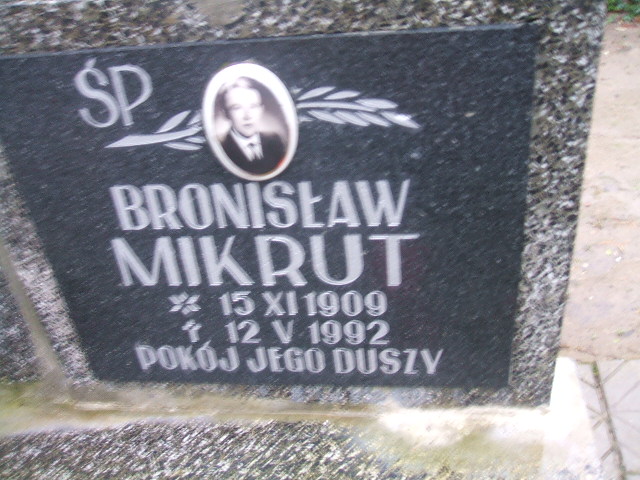 ŚP
BRONISŁAW
MIKRUT
* 15 XI 1909
† 12 V 1992
POKÓJ JEGO DUSZY